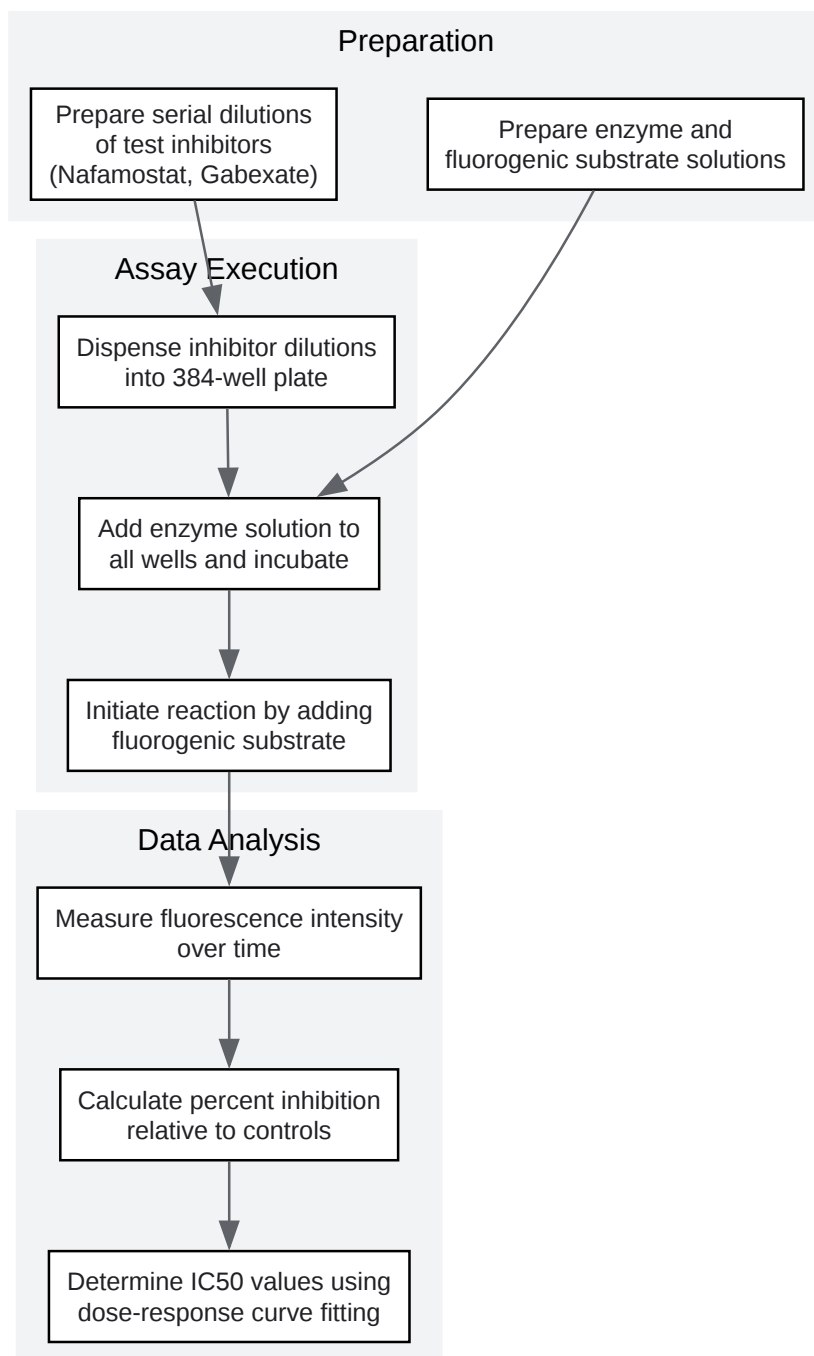 Preparation
Prepare serial dilutions
of test inhibitors
(Nafamostat, Gabexate)
Prepare enzyme and
fluorogenic substrate solutions
Assay Execution
Dispense inhibitor dilutions
into 384-well plate
Add enzyme solution to
all wells and incubate
Initiate reaction by adding
fluorogenic substrate
Data Analysis
Measure fluorescence intensity
over time
Calculate percent inhibition
relative to controls
Determine IC50 values using
dose-response curve fitting